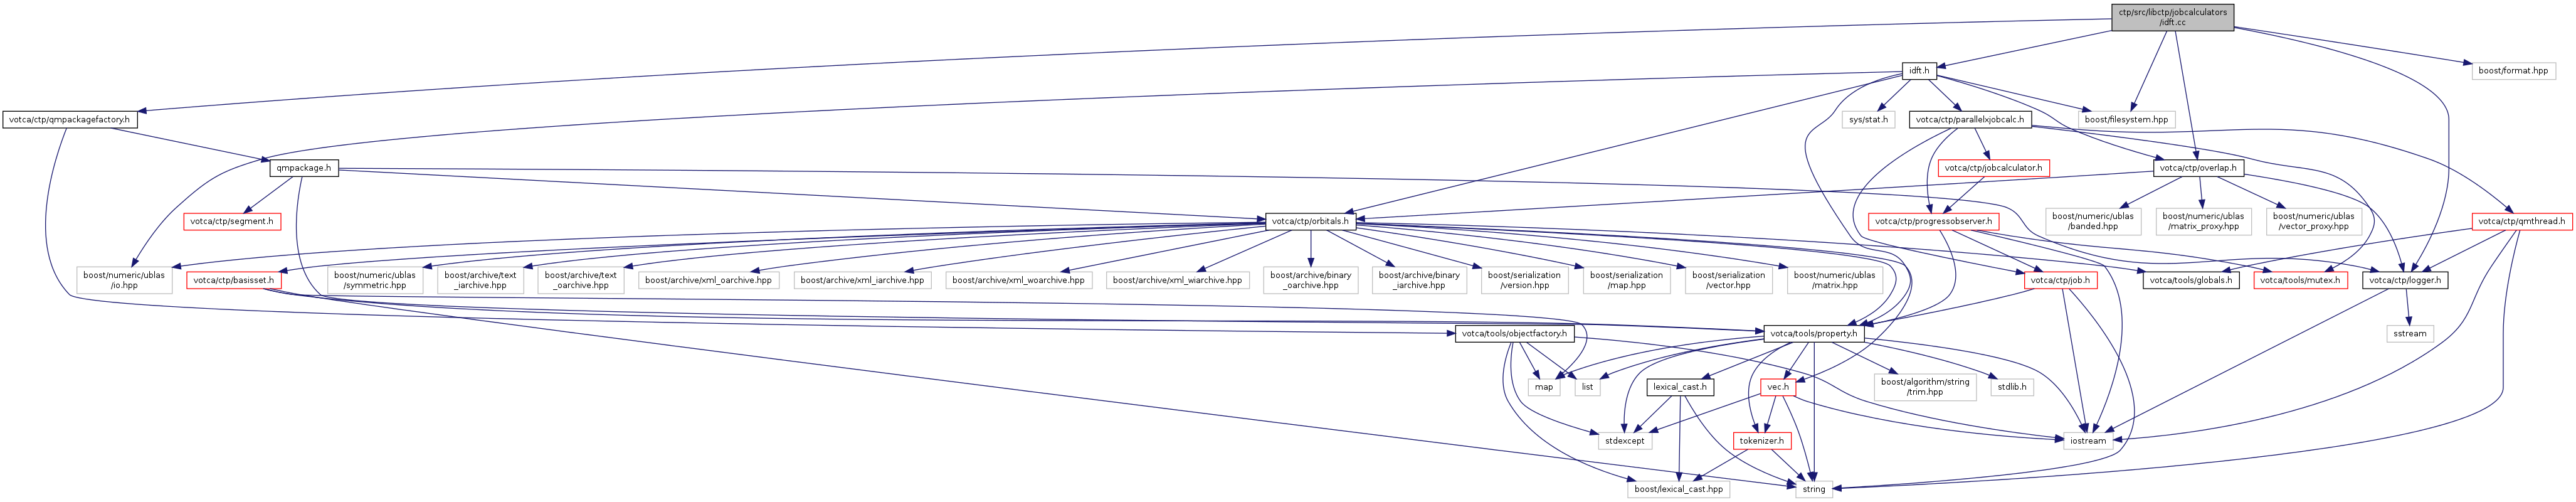 ctp/src/libctp/jobcalculators
/idft.cc
idft.h
boost/format.hpp
votca/ctp/qmpackagefactory.h
sys/stat.h
votca/ctp/parallelxjobcalc.h
boost/filesystem.hpp
qmpackage.h
votca/ctp/jobcalculator.h
votca/ctp/overlap.h
votca/ctp/segment.h
votca/ctp/orbitals.h
votca/ctp/progressobserver.h
boost/numeric/ublas
/banded.hpp
boost/numeric/ublas
/matrix_proxy.hpp
boost/numeric/ublas
/vector_proxy.hpp
votca/ctp/qmthread.h
boost/numeric/ublas
/io.hpp
votca/ctp/basisset.h
boost/numeric/ublas
/symmetric.hpp
boost/archive/text
_iarchive.hpp
boost/archive/text
_oarchive.hpp
boost/archive/xml_oarchive.hpp
boost/archive/xml_iarchive.hpp
boost/archive/xml_woarchive.hpp
boost/archive/xml_wiarchive.hpp
boost/archive/binary
_oarchive.hpp
boost/archive/binary
_iarchive.hpp
boost/serialization
/version.hpp
boost/serialization
/map.hpp
boost/serialization
/vector.hpp
boost/numeric/ublas
/matrix.hpp
votca/ctp/job.h
votca/tools/globals.h
votca/tools/mutex.h
votca/ctp/logger.h
votca/tools/objectfactory.h
votca/tools/property.h
sstream
map
list
lexical_cast.h
vec.h
boost/algorithm/string
/trim.hpp
stdlib.h
stdexcept
tokenizer.h
iostream
boost/lexical_cast.hpp
string